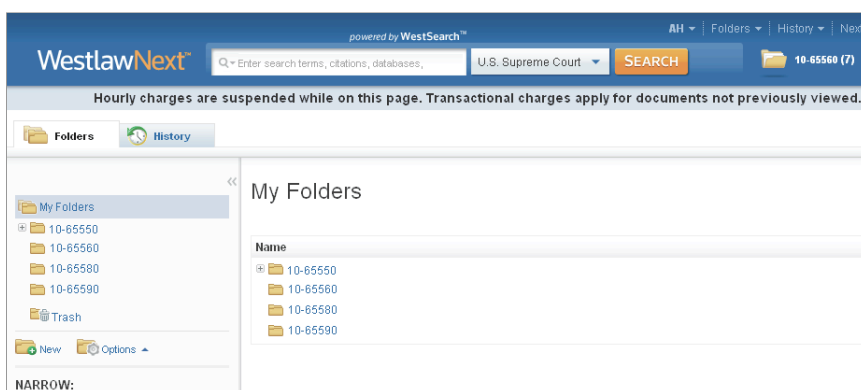 powered by WestSearch™
AH Folders History Nex
WestlawNext™
Enter search terms, citations, databases,
U.S. Supreme Court
SEARCH
10-65560 (7)
Hourly charges are suspended while on this page. Transactional charges apply for documents not previously viewed.
Folders
History
My Folders
10-65550
10-65560
10-65580
10-65590
Trash
New Options
NARROW:
My Folders
Name
10-65550
10-65560
10-65580
10-65590